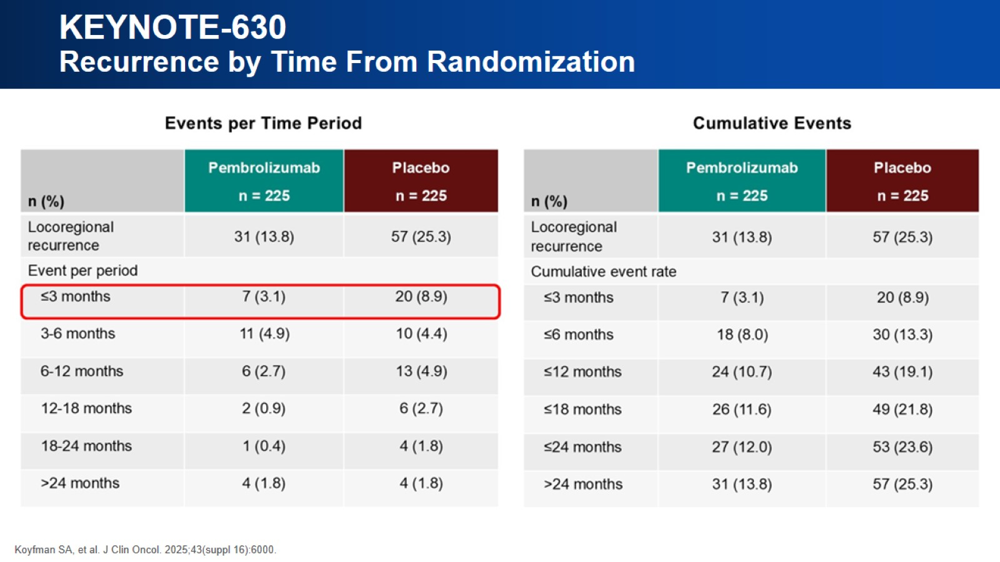 KEYNOTE-630
Recurrence by Time From Randomization
Events per Time Period
n (%)
Pembrolizumab
n = 225
Placebo
n = 225
Locoregional
recurrence
31 (13.8)
57 (25.3)
Event per period
≤3 months
7 (3.1)
20 (8.9)
3-6 months
11 (4.9)
10 (4.4)
6-12 months
6 (2.7)
13 (4.9)
12-18 months
2 (0.9)
6 (2.7)
18-24 months
1 (0.4)
4 (1.8)
>24 months
4 (1.8)
4 (1.8)
Cumulative Events
n (%)
Pembrolizumab
n = 225
Placebo
n = 225
Locoregional
recurrence
31 (13.8)
57 (25.3)
Cumulative event rate
≤3 months
7 (3.1)
20 (8.9)
≤6 months
18 (8.0)
30 (13.3)
≤12 months
24 (10.7)
43 (19.1)
≤18 months
26 (11.6)
49 (21.8)
≤24 months
27 (12.0)
53 (23.6)
>24 months
31 (13.8)
57 (25.3)
Koyfman SA, et al. J Clin Oncol. 2025;43(suppl 16):6000.